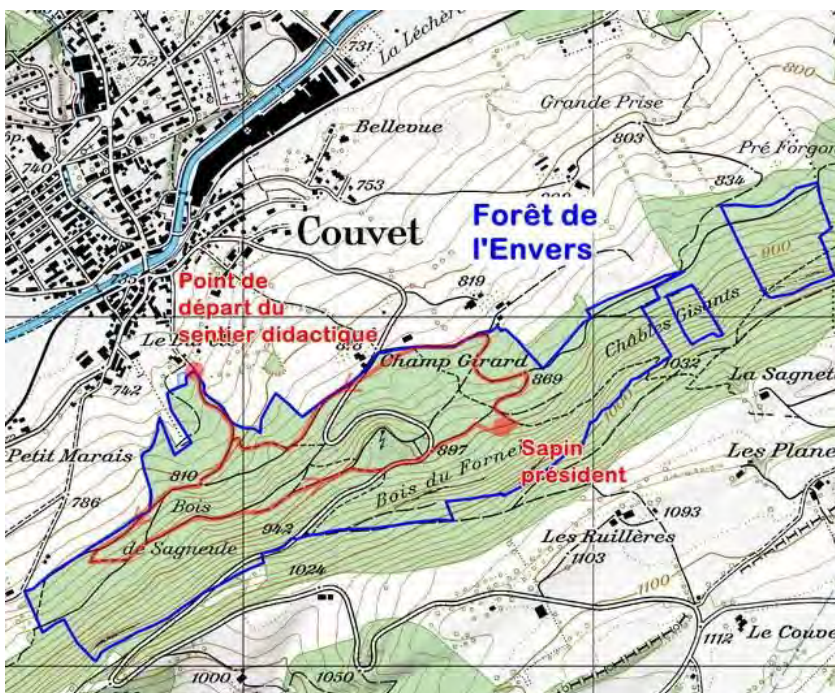 752
731
La Léchère
740
Bellevue
753
Grande Prise
803
800
Pré Forgon
834
Couvet
Forêt de
l'Envers
900
Point de
départ du
sentier didactique
819
Champ Girard
869
Châbles Gisants
1032
1000
La Sagnet
742
Petit Marais
810
786
Bois
de Sagneule
897
Bois du Fornel
Sapin
président
Les Plane
942
1024
Les Ruillères
1093
1103
1100
1112
Le Couve
1000
1050